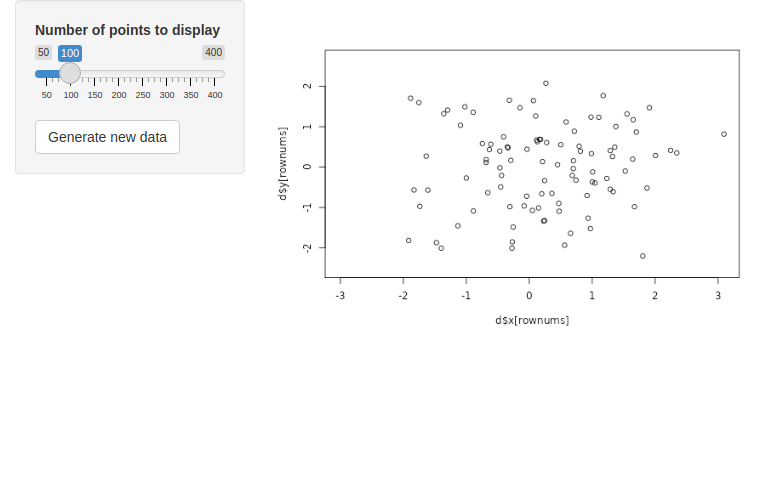 Number of points to display
50 100 400
50 100 150 200 250 300 350 400
Generate new data
d$y[rownums]
2
1
0
-1
-2
-3 -2 -1 0 1 2 3
d$x[rownums]